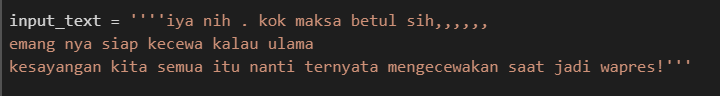 input_text = ''''iya nih . kok maksa betul sih,,,,,,
emang nya siap kecewa kalau ulama
kesayangan kita semua itu nanti ternyata mengecewakan saat jadi wapres!'''